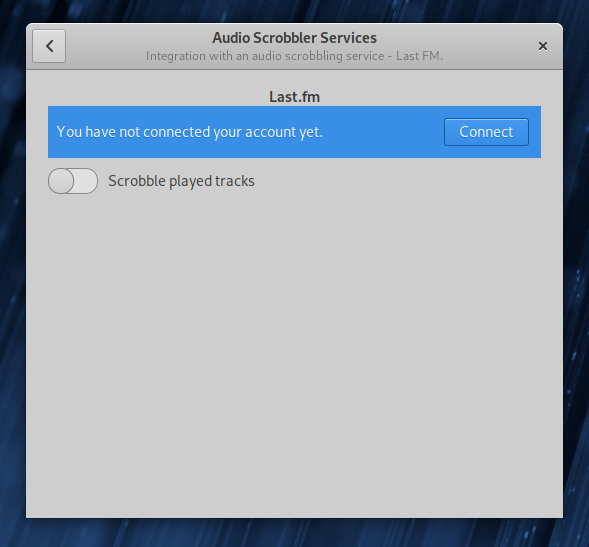 Audio Scrobbler Services
Integration with an audio scrobbling service - Last FM.
Last.fm
You have not connected your account yet.
Connect
Scrobble played tracks